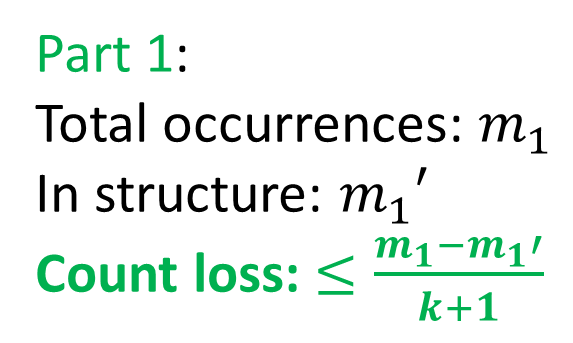 Part 1:
Total occurrences: m₁
In structure: m₁′
Count loss: ≤ (m₁−m₁′)/(k+1)